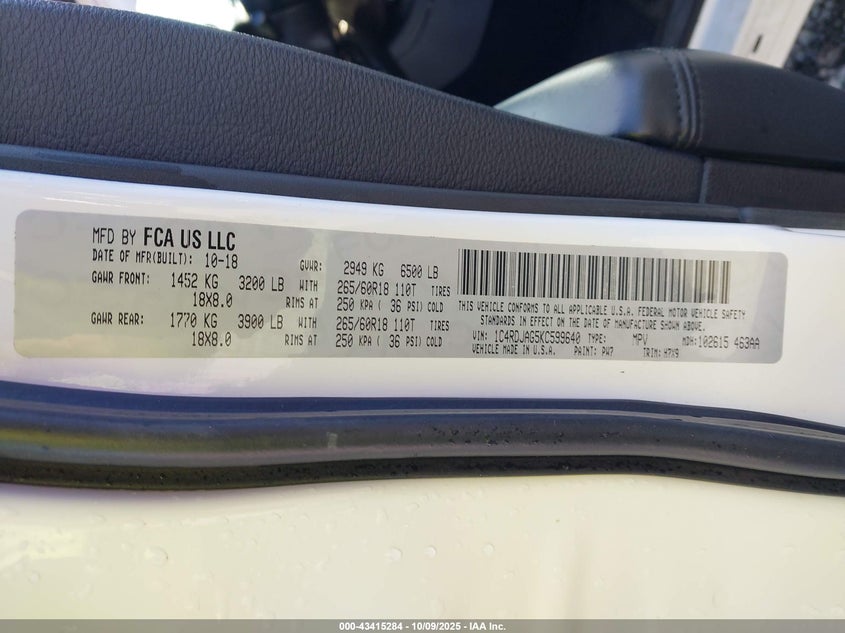 MFD BY FCA US LLC
DATE OF MFR(BUILT): 10-18 GVWR: 2949 KG 6500 LB
GAWR FRONT: 1452 KG 3200 LB WITH 265/60R18 110T TIRES
18X8.0 RIMS AT 250 KPA ( 36 PSI) COLD
GAWR REAR: 1770 KG 3900 LB WITH 265/60R18 110T TIRES
18X8.0 RIMS AT 250 KPA ( 36 PSI) COLD
THIS VEHICLE CONFORMS TO ALL APPLICABLE U.S.A. FEDERAL MOTOR VEHICLE SAFETY
STANDARDS IN EFFECT ON THE DATE OF MANUFACTURE SHOWN ABOVE.
VIN: 1C4RDJAG5KC599640 TYPE: MPV MDH: 102615 463AA
VEHICLE MADE IN U.S.A. PAINT: PW7 TRIM: H7X9
000-43415284 - 10/09/2025 - IAA Inc.